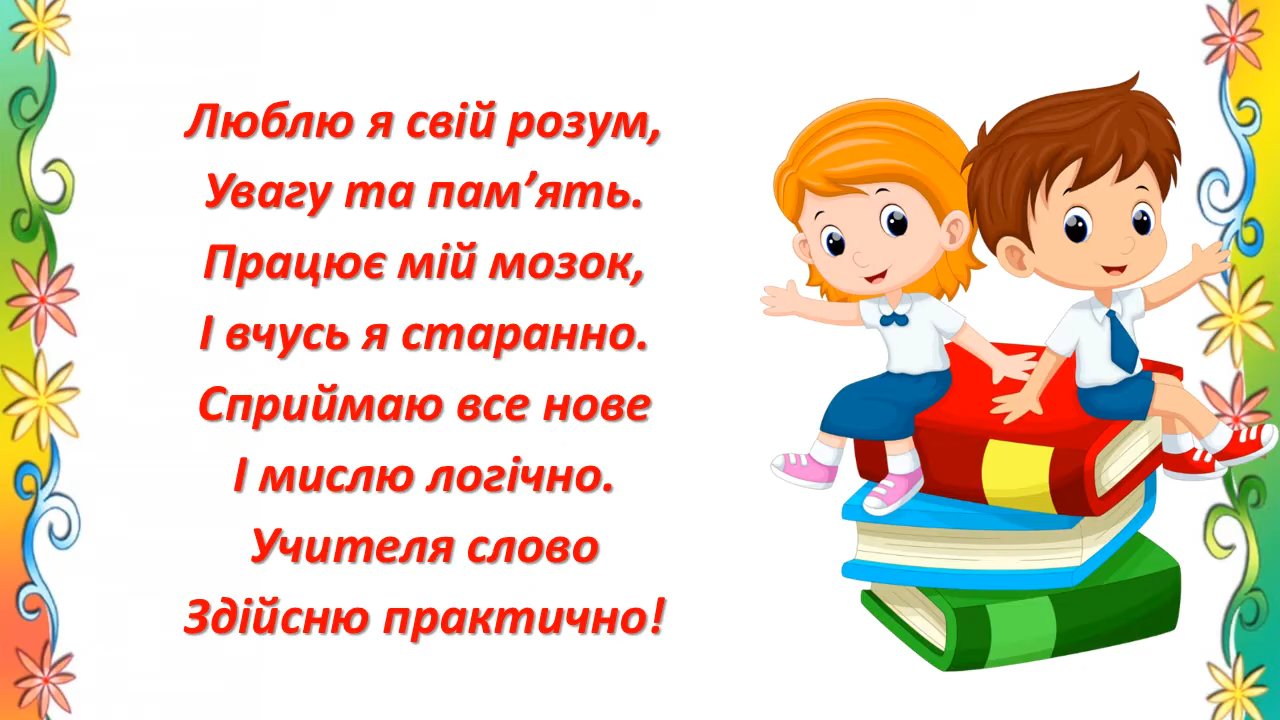 Люблю я свій розум,
Увагу та пам’ять.
Працює мій мозок,
І вчусь я старанно.
Сприймаю все нове
І мислю логічно.
Учителя слово
Здійсню практично!